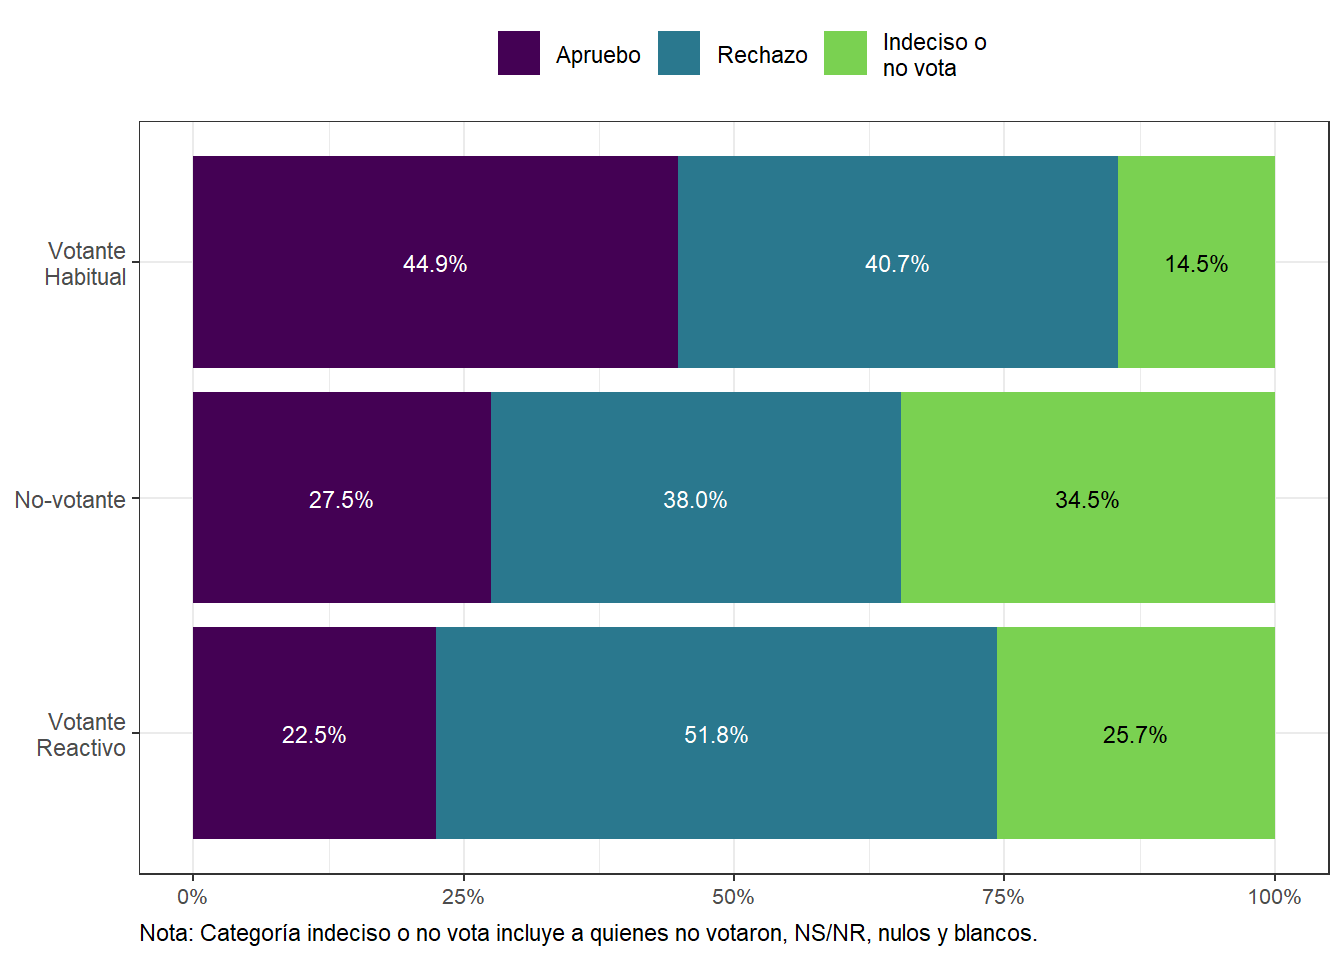 Apruebo
Rechazo
Indeciso o
no vota
Votante
Habitual
44.9%
40.7%
14.5%
No-votante
27.5%
38.0%
34.5%
Votante
Reactivo
22.5%
51.8%
25.7%
0%
25%
50%
75%
100%
Nota: Categoría indeciso o no vota incluye a quienes no votaron, NS/NR, nulos y blancos.